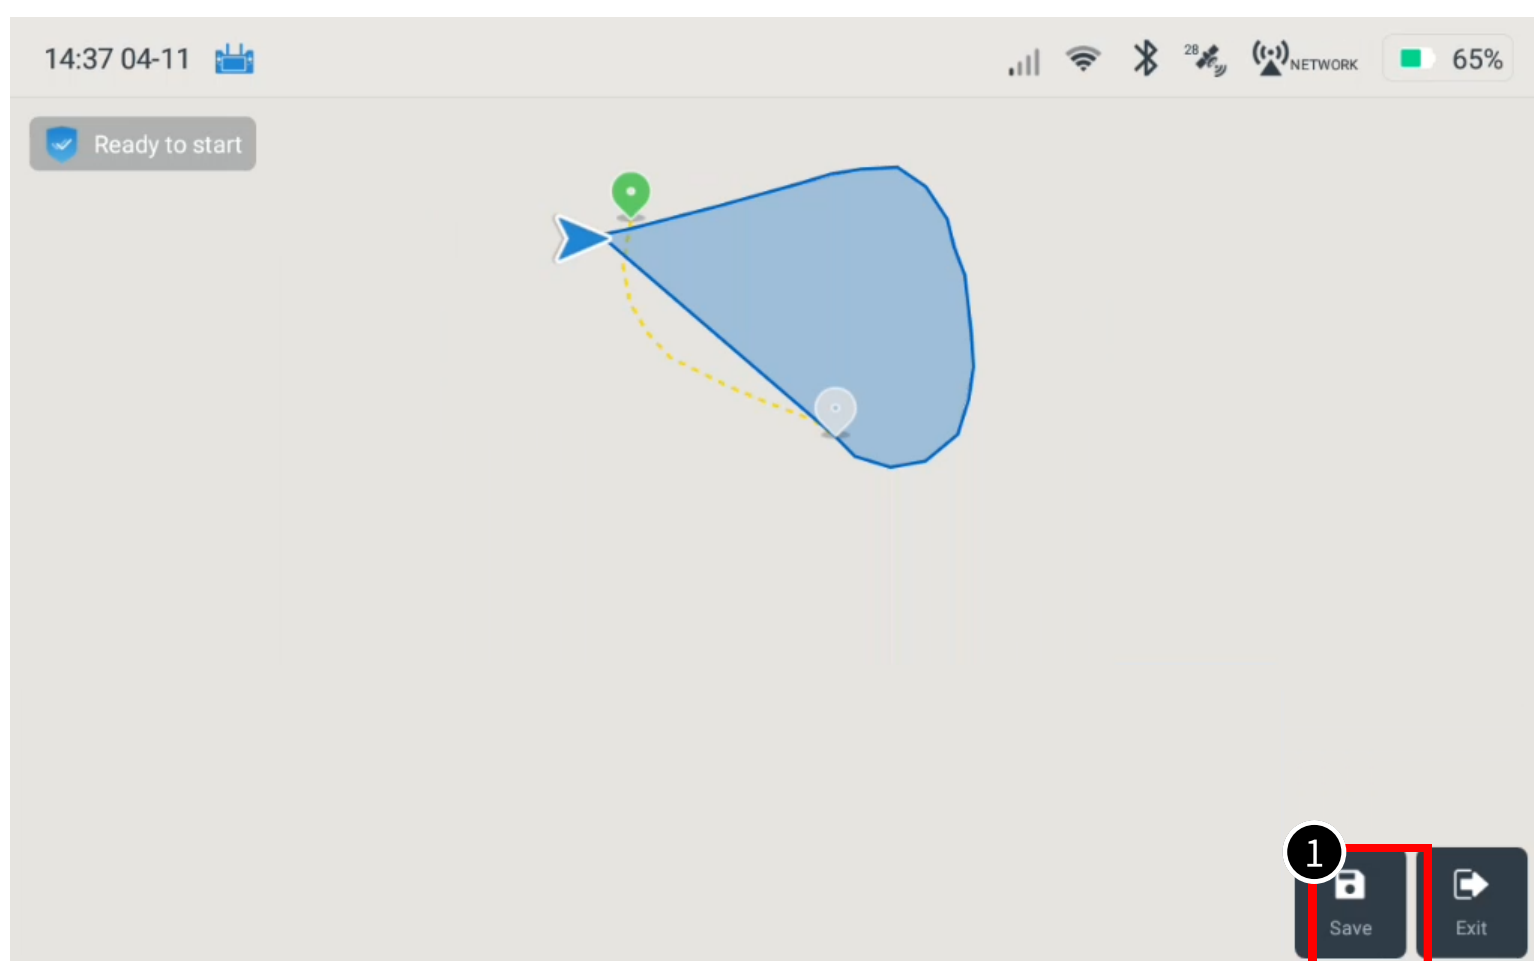 14:37 04-11
28
NETWORK
65%
Ready to start
1
Save
Exit